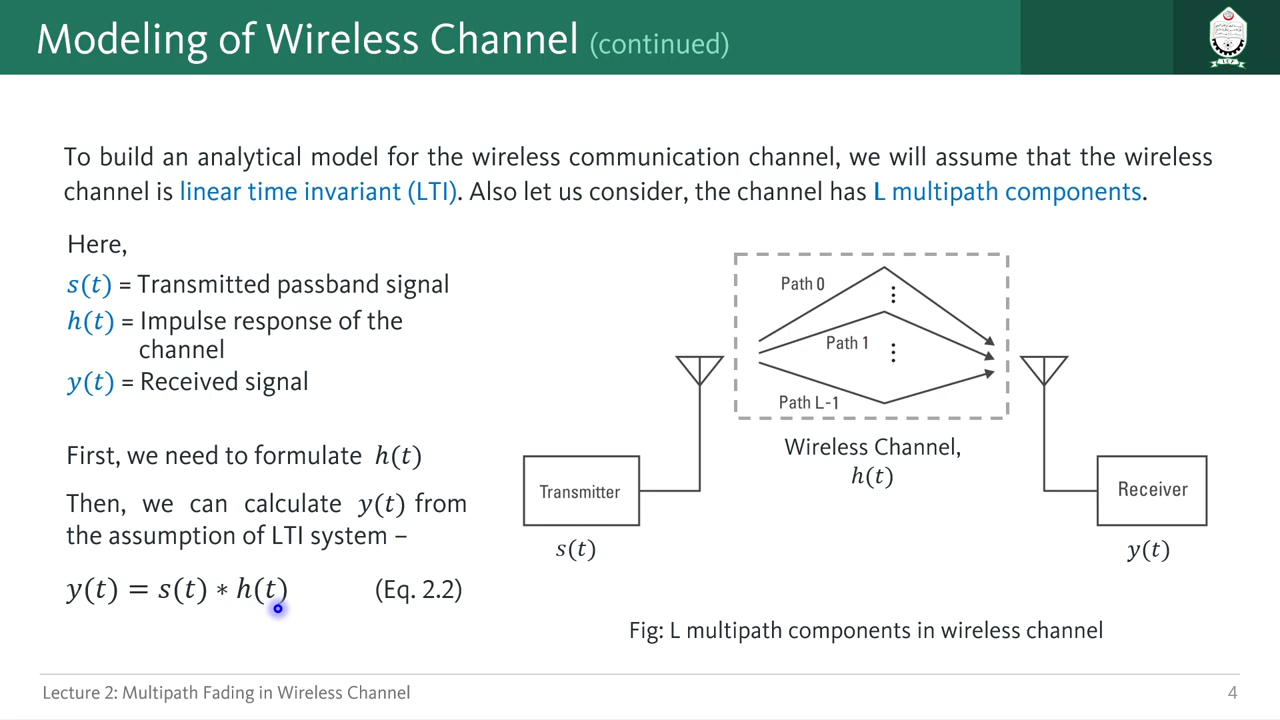 Modeling of Wireless Channel (continued)
To build an analytical model for the wireless communication channel, we will assume that the wireless
channel is linear time invariant (LTI). Also let us consider, the channel has L multipath components.
Here,
s(t) = Transmitted passband signal
h(t) = Impulse response of the
channel
y(t) = Received signal
First, we need to formulate h(t)
Then, we can calculate y(t) from
the assumption of LTI system –
y(t) = s(t) ∗ h(t) (Eq. 2.2)
Path 0
⋮
Path 1
⋮
Path L-1
Wireless Channel,
h(t)
Transmitter
s(t)
Receiver
y(t)
Fig: L multipath components in wireless channel
Lecture 2: Multipath Fading in Wireless Channel
4